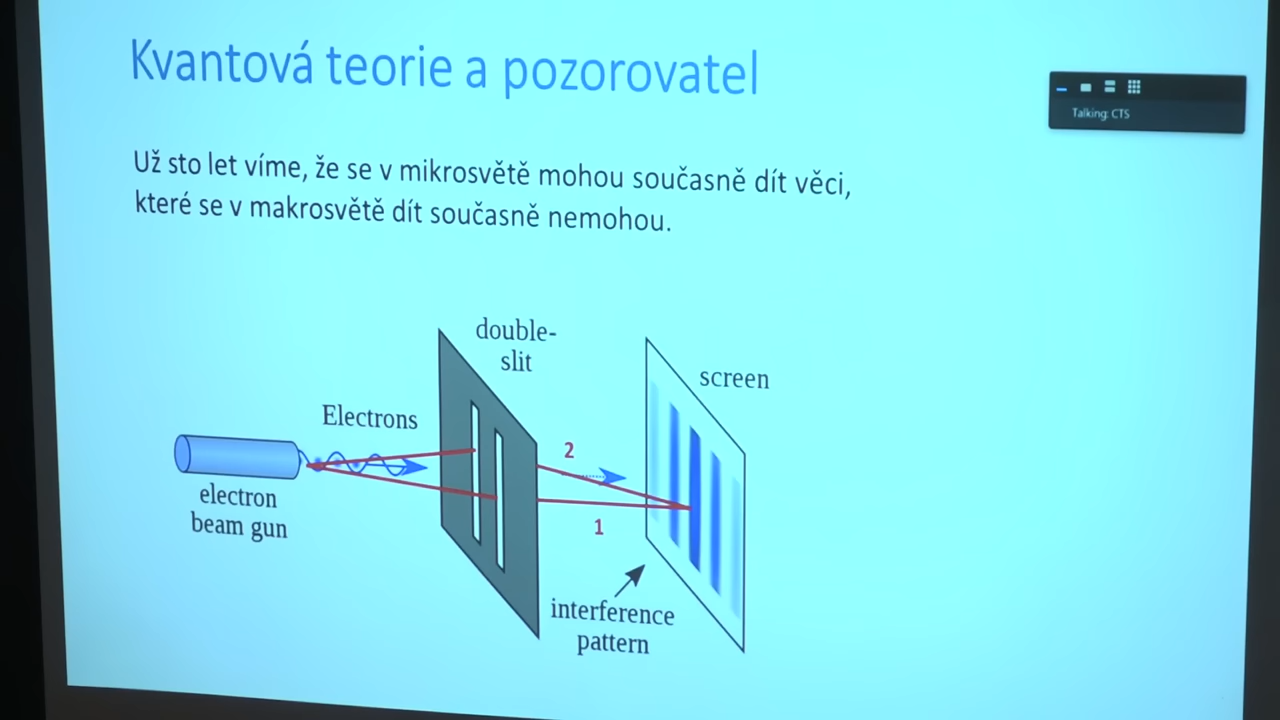 Kvantová teorie a pozorovatel
Talking: CTS
Už sto let víme, že se v mikrosvětě mohou současně dít věci,
které se v makrosvětě dít současně nemohou.
double-
slit
screen
Electrons
2
electron
beam gun
1
interference
pattern